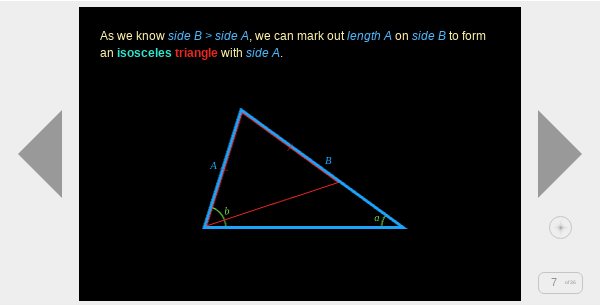 As we know side B > side A, we can mark out length A on side B to form
an isosceles triangle with side A.
A
B
b
a
7 of 36